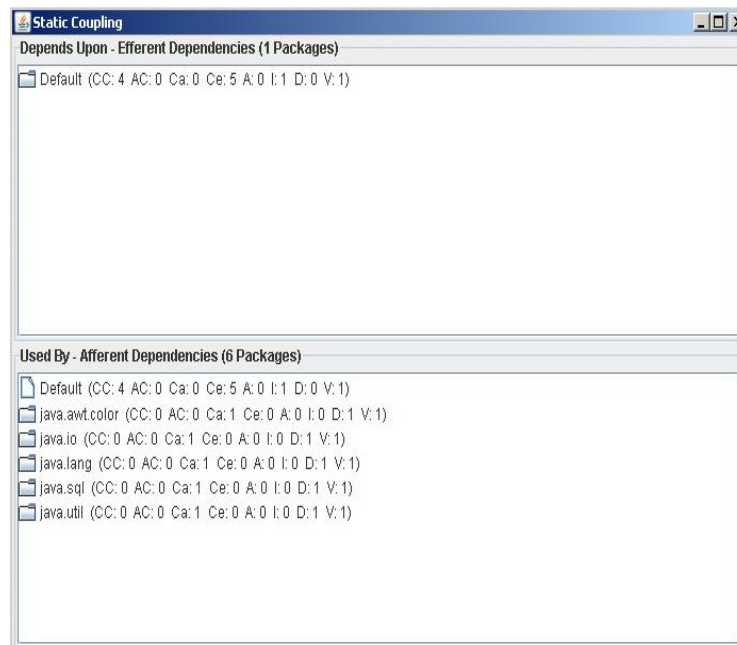 Static Coupling
Depends Upon - Efferent Dependencies (1 Packages)
Default (CC: 4 AC: 0 Ca: 0 Ce: 5 A: 0 I: 1 D: 0 V: 1)
Used By - Afferent Dependencies (6 Packages)
Default (CC: 4 AC: 0 Ca: 0 Ce: 5 A: 0 I: 1 D: 0 V: 1)
java.awt.color (CC: 0 AC: 0 Ca: 1 Ce: 0 A: 0 I: 0 D: 1 V: 1)
java.io (CC: 0 AC: 0 Ca: 1 Ce: 0 A: 0 I: 0 D: 1 V: 1)
java.lang (CC: 0 AC: 0 Ca: 1 Ce: 0 A: 0 I: 0 D: 1 V: 1)
java.sql (CC: 0 AC: 0 Ca: 1 Ce: 0 A: 0 I: 0 D: 1 V: 1)
java.util (CC: 0 AC: 0 Ca: 1 Ce: 0 A: 0 I: 0 D: 1 V: 1)